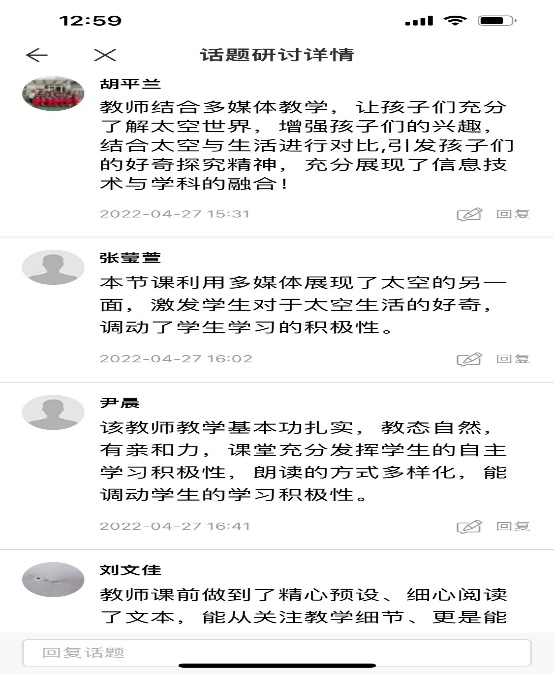 12:59
话题研讨详情
胡平兰
教师结合多媒体教学，让孩子们充分
了解太空世界，增强孩子们的兴趣，
结合太空与生活进行对比,引发孩子们
的好奇探究精神，充分展现了信息技
术与学科的融合！
2022-04-27 15:31 回复
张莹萱
本节课利用多媒体展现了太空的另一
面，激发学生对于太空生活的好奇，
调动了学生学习的积极性。
2022-04-27 16:02 回复
尹晨
该教师教学基本功扎实，教态自然，
有亲和力，课堂充分发挥学生的自主
学习积极性，朗读的方式多样化，能
调动学生的学习积极性。
2022-04-27 16:41 回复
刘文佳
教师课前做到了精心预设、细心阅读
了文本，能从关注教学细节、更是能
回复话题